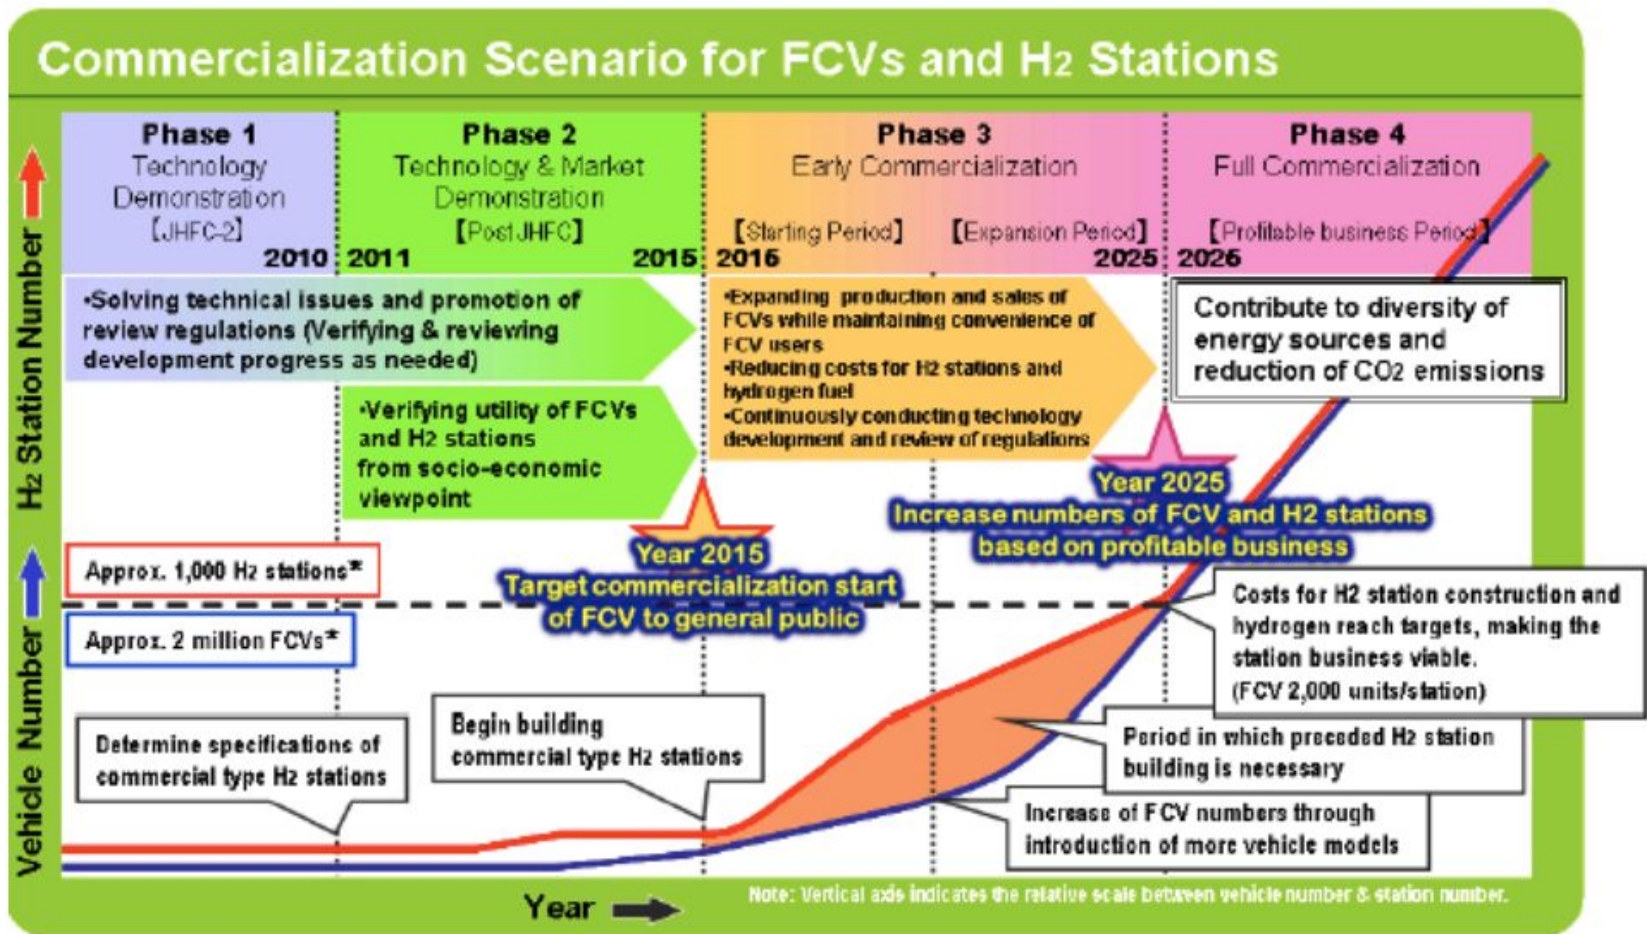 Commercialization Scenario for FCVs and H2 Stations
Phase 1
Technology
Demonstration
【JHFC-2】
2010
Phase 2
Technology & Market
Demonstration
【Post JHFC】
2011
2015
Phase 3
Early Commercialization
【Starting Period】
【Expansion Period】
2016
2025
Phase 4
Full Commercialization
【Profitable business Period】
2026
•Solving technical issues and promotion of
review regulations (Verifying & reviewing
development progress as needed)
•Verifying utility of FCVs
and H2 stations
from socio-economic
viewpoint
•Expanding production and sales of
FCVs while maintaining convenience of
FCV users
•Reducing costs for H2 stations and
hydrogen fuel
•Continuously conducting technology
development and review of regulations
Contribute to diversity of
energy sources and
reduction of CO2 emissions
Year 2015
Target commercialization start
of FCV to general public
Year 2025
Increase numbers of FCV and H2 stations
based on profitable business
Approx. 1,000 H2 stations*
Approx. 2 million FCVs*
Determine specifications of
commercial type H2 stations
Begin building
commercial type H2 stations
Costs for H2 station construction and
hydrogen reach targets, making the
station business viable.
(FCV 2,000 units/station)
Period in which preceded H2 station
building is necessary
Increase of FCV numbers through
introduction of more vehicle models
H2 Station Number
Vehicle Number
Year
Note: Vertical axis indicates the relative scale between vehicle number & station number.